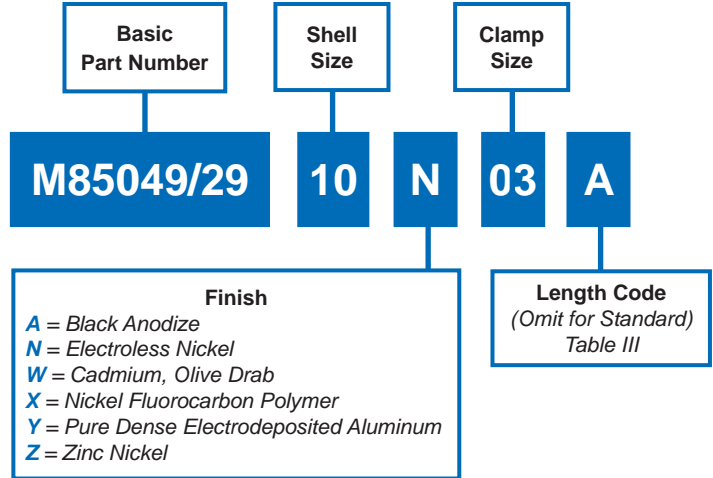 Basic
Part Number
Shell
Size
Clamp
Size
M85049/29 10 N 03 A
Finish
A = Black Anodize
N = Electroless Nickel
W = Cadmium, Olive Drab
X = Nickel Fluorocarbon Polymer
Y = Pure Dense Electrodeposited Aluminum
Z = Zinc Nickel
Length Code
(Omit for Standard)
Table III